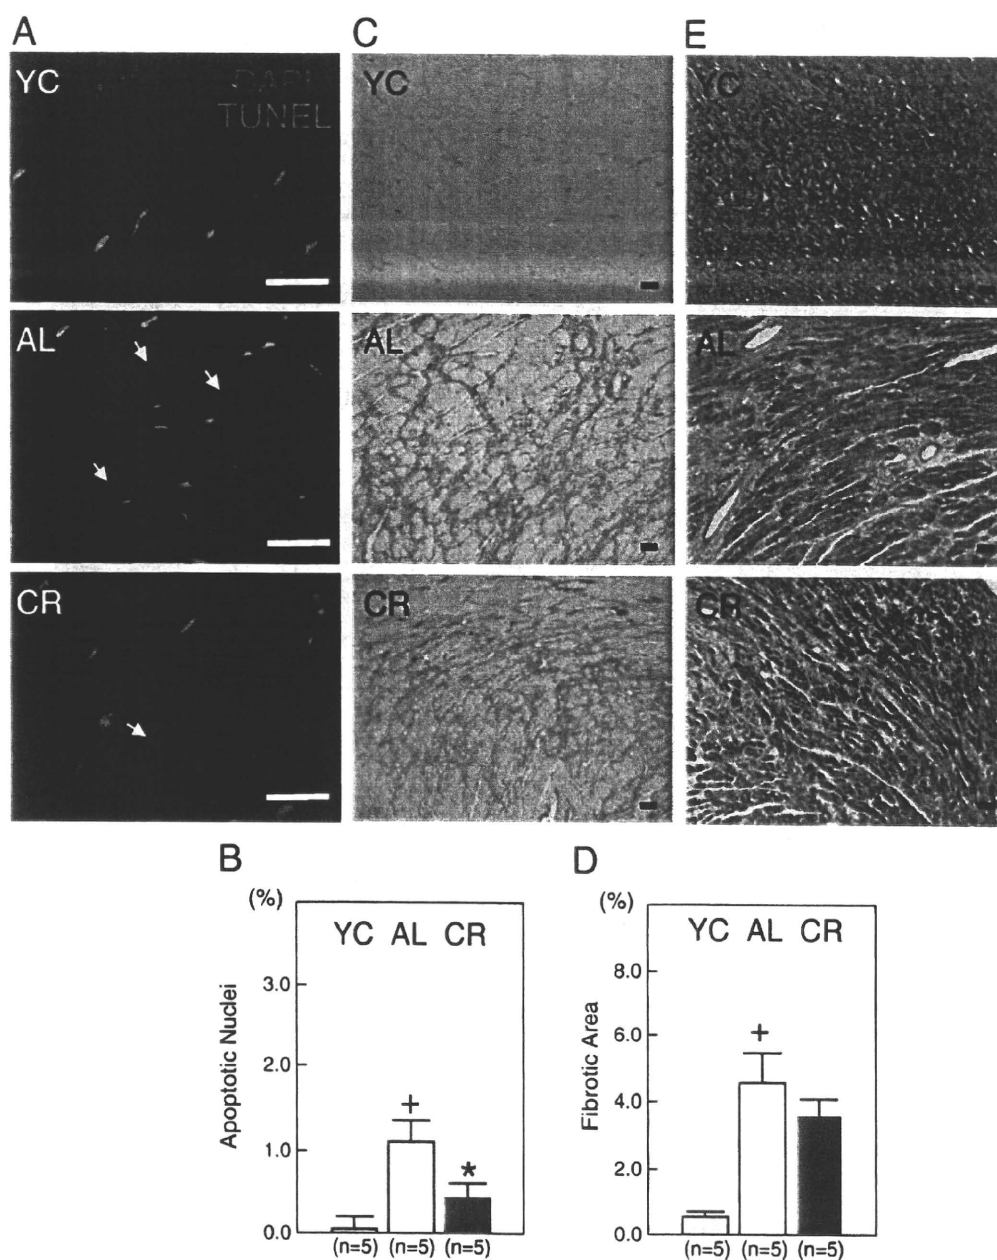 A
C
E
YC
DAPI
TUNEL
YC
YC
AL
AL
AL
CR
CR
CR
B
(%)
YC AL CR
Apoptotic Nuclei
3.0
2.0
1.0
0.0
+
*
(n=5) (n=5) (n=5)
D
(%)
YC AL CR
Fibrotic Area
8.0
6.0
4.0
2.0
0.0
+
(n=5) (n=5) (n=5)